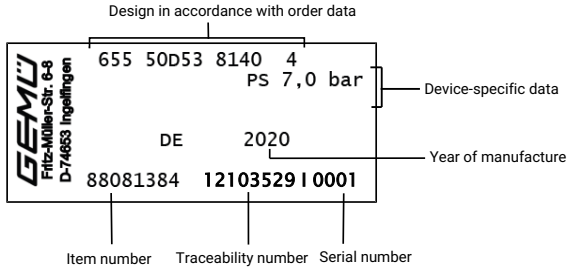 Design in accordance with order data
655 50D53 8140 4
PS 7,0 bar
Device-specific data
GEMÜ
Fritz-Müller-Str. 6-8
D-74653 Ingelfingen
DE 2020
Year of manufacture
88081384 12103529 I 0001
Item number Traceability number Serial number